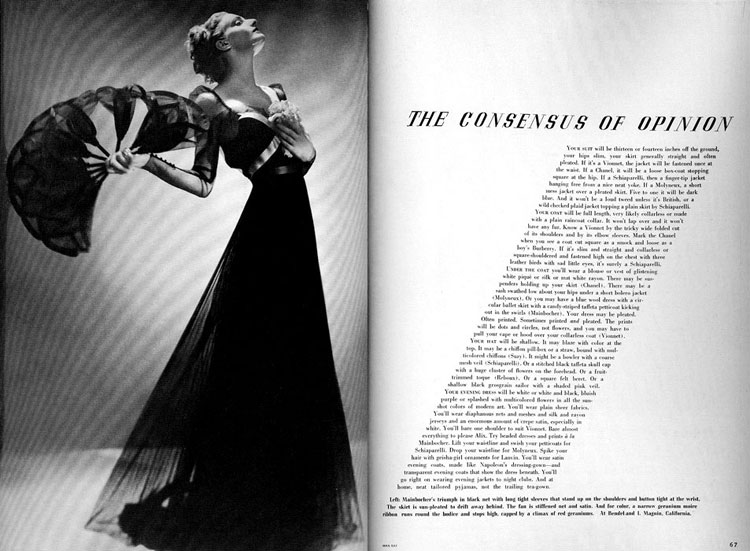 THE CONSENSUS OF OPINION
YOUR SUIT will be thirteen or fourteen inches off the ground,
your hips slim, your skirt generally straight and often
pleated. If it's a Vionnet, the jacket will be fastened once at
the waist. If a Chanel, it will be a loose box-coat stopping
square at the hip. If a Schiaparelli, then a finger-tip jacket
hanging free from a nice neat yoke. If a Molyneux, a short
mess jacket over a pleated skirt. Five to one it will be dark
blue. And it won't be a loud tweed unless it's British, or a
wild checked plaid jacket topping a plain skirt by Schiaparelli.
YOUR COAT will be full length, very likely collarless or made
with a plain raincoat collar. It won't lap over and it won't
have any fur. Know a Vionnet by the tricky wide folded cut
of its shoulders and by its elbow sleeves. Mark the Chanel
when you see a coat cut square as a smock and loose as a
boy's Burberry. If it's slim and straight and collarless or
square-shouldered and fastened high on the chest with three
leather birds with sad little eyes, it's surely a Schiaparelli.
UNDER THE COAT you'll wear a blouse or vest of glistening
white piqué or silk or mat white rayon. There may be sus-
penders holding up your skirt (Chanel). There may be a
sash swathed low about your hips under a short bolero jacket
(Molyneux). Or you may have a blue wool dress with a cir-
cular ballet skirt with a candy-striped taffeta petticoat kicking
out in the swirls (Mainbocher). Your dress may be pleated.
Often printed. Sometimes printed and pleated. The prints
will be dots and circles, not flowers, and you may have to
pull your cape or hood over your collarless coat (Vionnet).
YOUR HAT will be shallow. It may blaze with color at the
top. It may be a chiffon pill-box or a straw, bound with mul-
ticolored chiffons (Suzy). It might be a bowler with a coarse
mesh veil (Schiaparelli). Or a stitched black taffeta skull cap
with a huge cluster of flowers on the forehead. Or a fruit-
trimmed toque (Reboux). Or a square felt beret. Or a
shallow black grosgrain sailor with a shaded pink veil.
YOUR EVENING DRESS will be white or white and black, bluish
purple or splashed with multicolored flowers in all the sun-
shot colors of modern art. You'll wear plain sheer fabrics.
You'll wear diaphanous nets and meshes and silk and rayon
jerseys and an enormous amount of crepe satin, especially in
white. You'll bare one shoulder to suit Vionnet. Bare almost
everything to please Alix. Try beaded dresses and prints à la
Mainbocher. Lift your waistline and swish your petticoats for
Schiaparelli. Drop your waistline for Molyneux. Spike your
hair with geisha-girl ornaments for Lanvin. You'll wear satin
evening coats, made like Napoleon's dressing-gown—and
transparent evening coats that show the dress beneath. You'll
go right on wearing evening jackets to night clubs. And at
home, neat tailored pyjamas, not the trailing tea-gown.
Left: Mainbocher's triumph in black net with long tight sleeves that stand up on the shoulders and button tight at the wrist.
The skirt is sun-pleated to drift away behind. The fan is stiffened net and satin. And for color, a narrow geranium moire
ribbon runs round the bodice and stops high, capped by a climax of red geraniums. At Bendel and I. Magnin, California.
MAN RAY
67